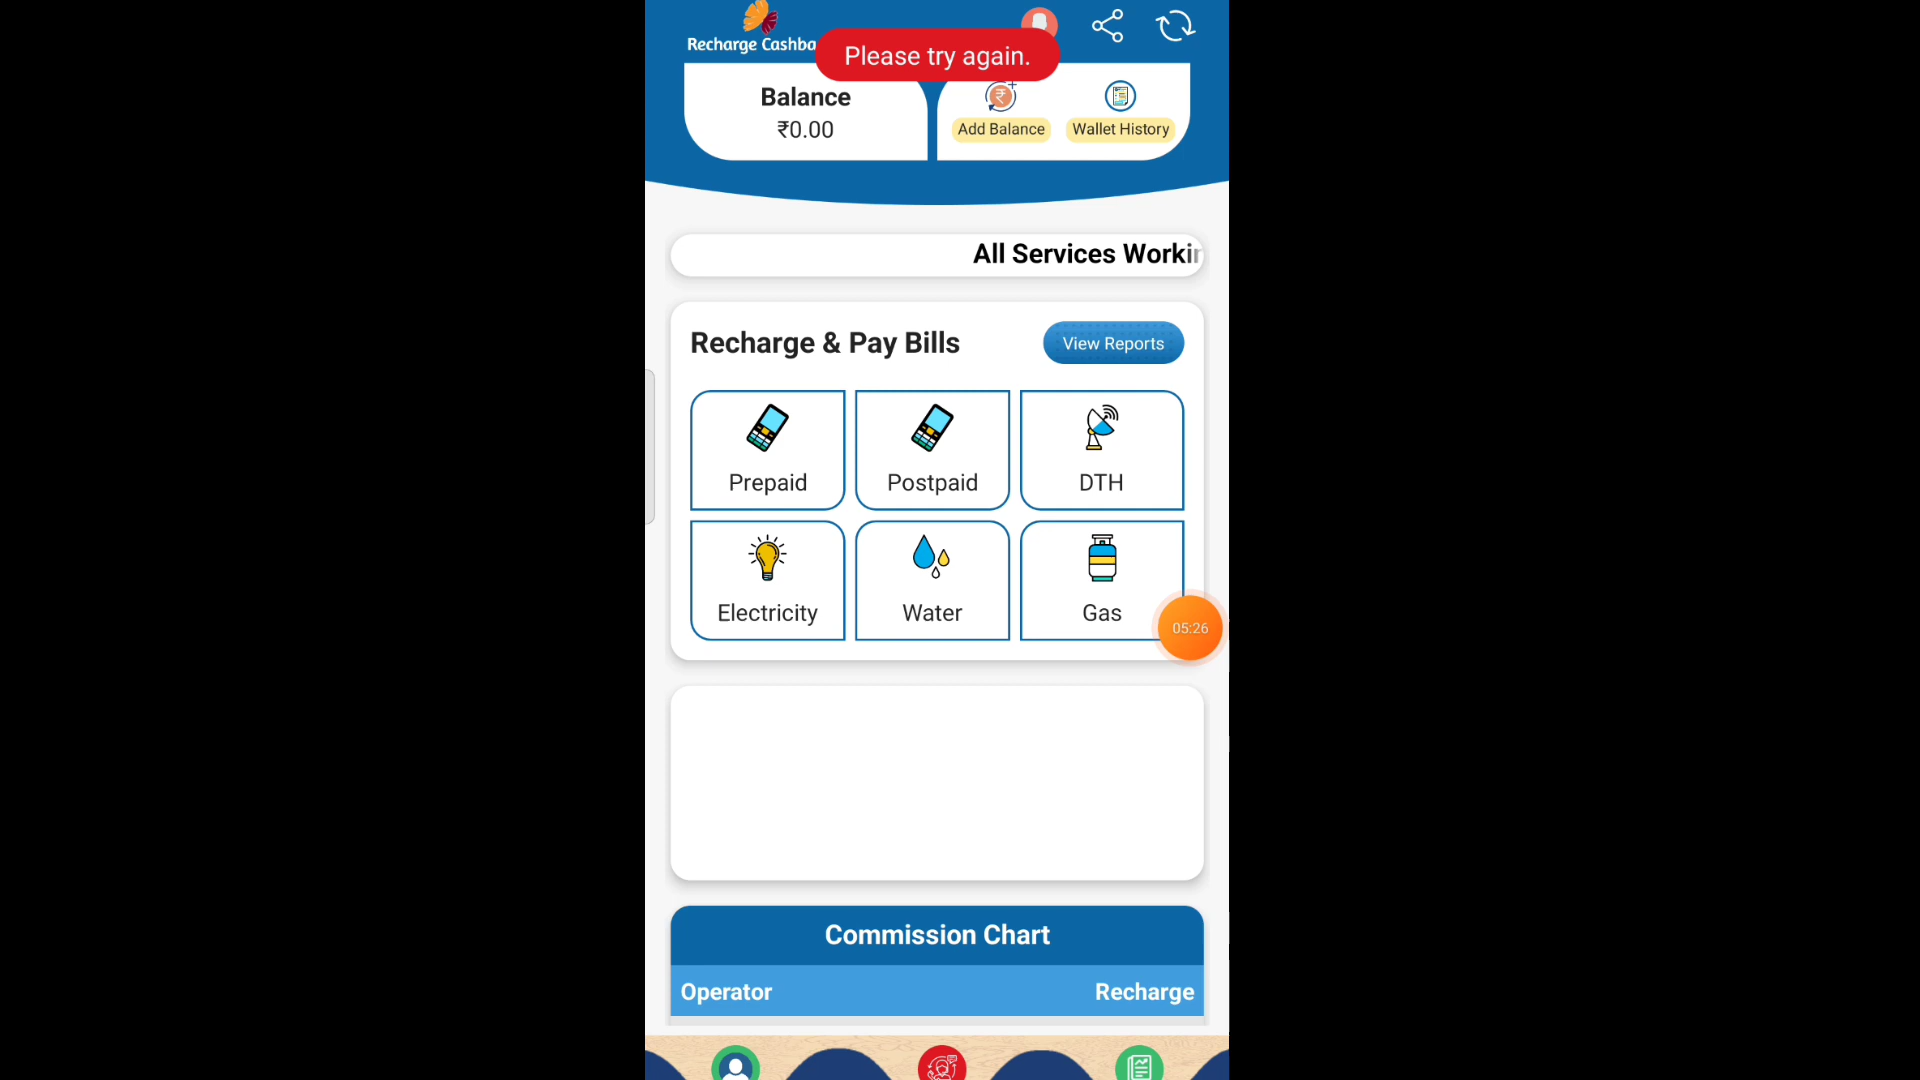 Recharge Cashba
Please try again.
Balance
₹0.00
Add Balance
Wallet History
All Services Workin
Recharge & Pay Bills
View Reports
Prepaid
Postpaid
DTH
Electricity
Water
Gas
05:26
Commission Chart
Operator
Recharge